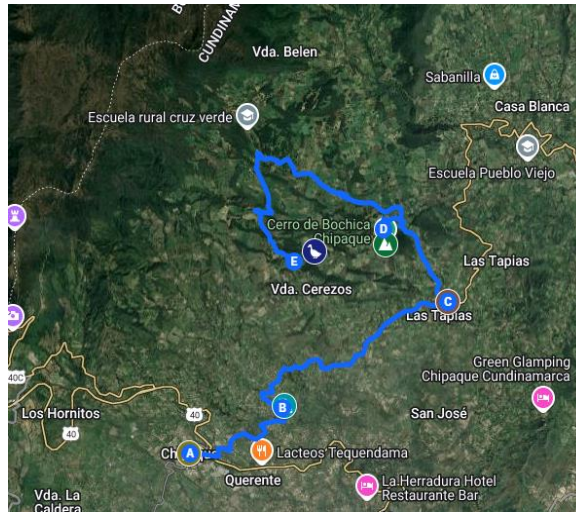 CUNDINAMARCA
Vda. Belen
Sabanilla
Casa Blanca
Escuela rural cruz verde
Escuela Pueblo Viejo
Cerro de Bochica
Chipaque
D
E
Las Tapias
Vda. Cerezos
C
Las Tapias
40C
Green Glamping
Chipaque Cundinamarca
B
Los Hornitos
40
40
San José
A
Lacteos Tequendama
Querente
La.Herradura Hotel
Restaurante Bar
Vda. La
Caldera